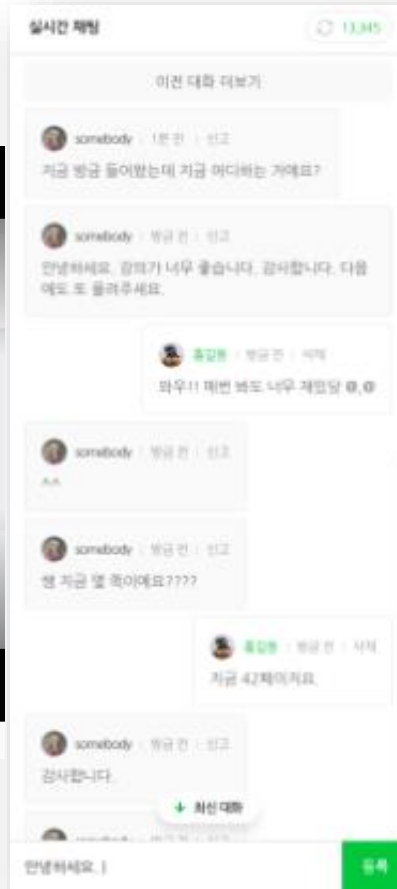 실시간 채팅
13,345
이전 대화 더보기
somebody | 1분 전 | 신고
지금 방금 들어왔는데 지금 어디하는 거에요?
somebody | 방금 전 | 신고
안녕하세요. 강의가 너무 좋습니다. 감사합니다. 다음
에도 또 올려주세요.
홍길동 | 방금 전 | 삭제
와우!! 매번 봐도 너무 재밌당 @,@
somebody | 방금 전 | 신고
^^
somebody | 방금 전 | 신고
쌤 지금 몇 쪽이에요????
홍길동 | 방금 전 | 삭제
지금 42페이지요.
somebody | 방금 전 | 신고
감사합니다.
최신 대화
안녕하세요. |
등록